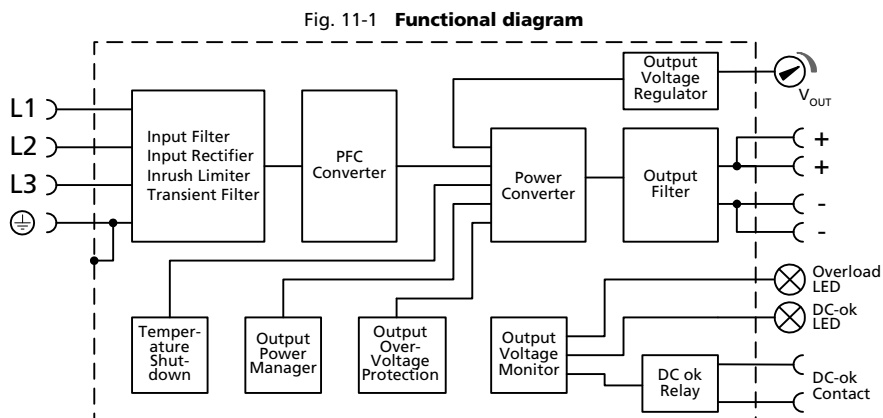 Fig. 11-1 Functional diagram
Output
Voltage
Regulator
VOUT
L1
L2
L3
Input Filter
Input Rectifier
Inrush Limiter
Transient Filter
PFC
Converter
Power
Converter
Output
Filter
+
+
-
-
Temper-
ature
Shut-
down
Output
Power
Manager
Output
Over-
Voltage
Protection
Output
Voltage
Monitor
DC ok
Relay
Overload
LED
DC-ok
LED
DC-ok
Contact